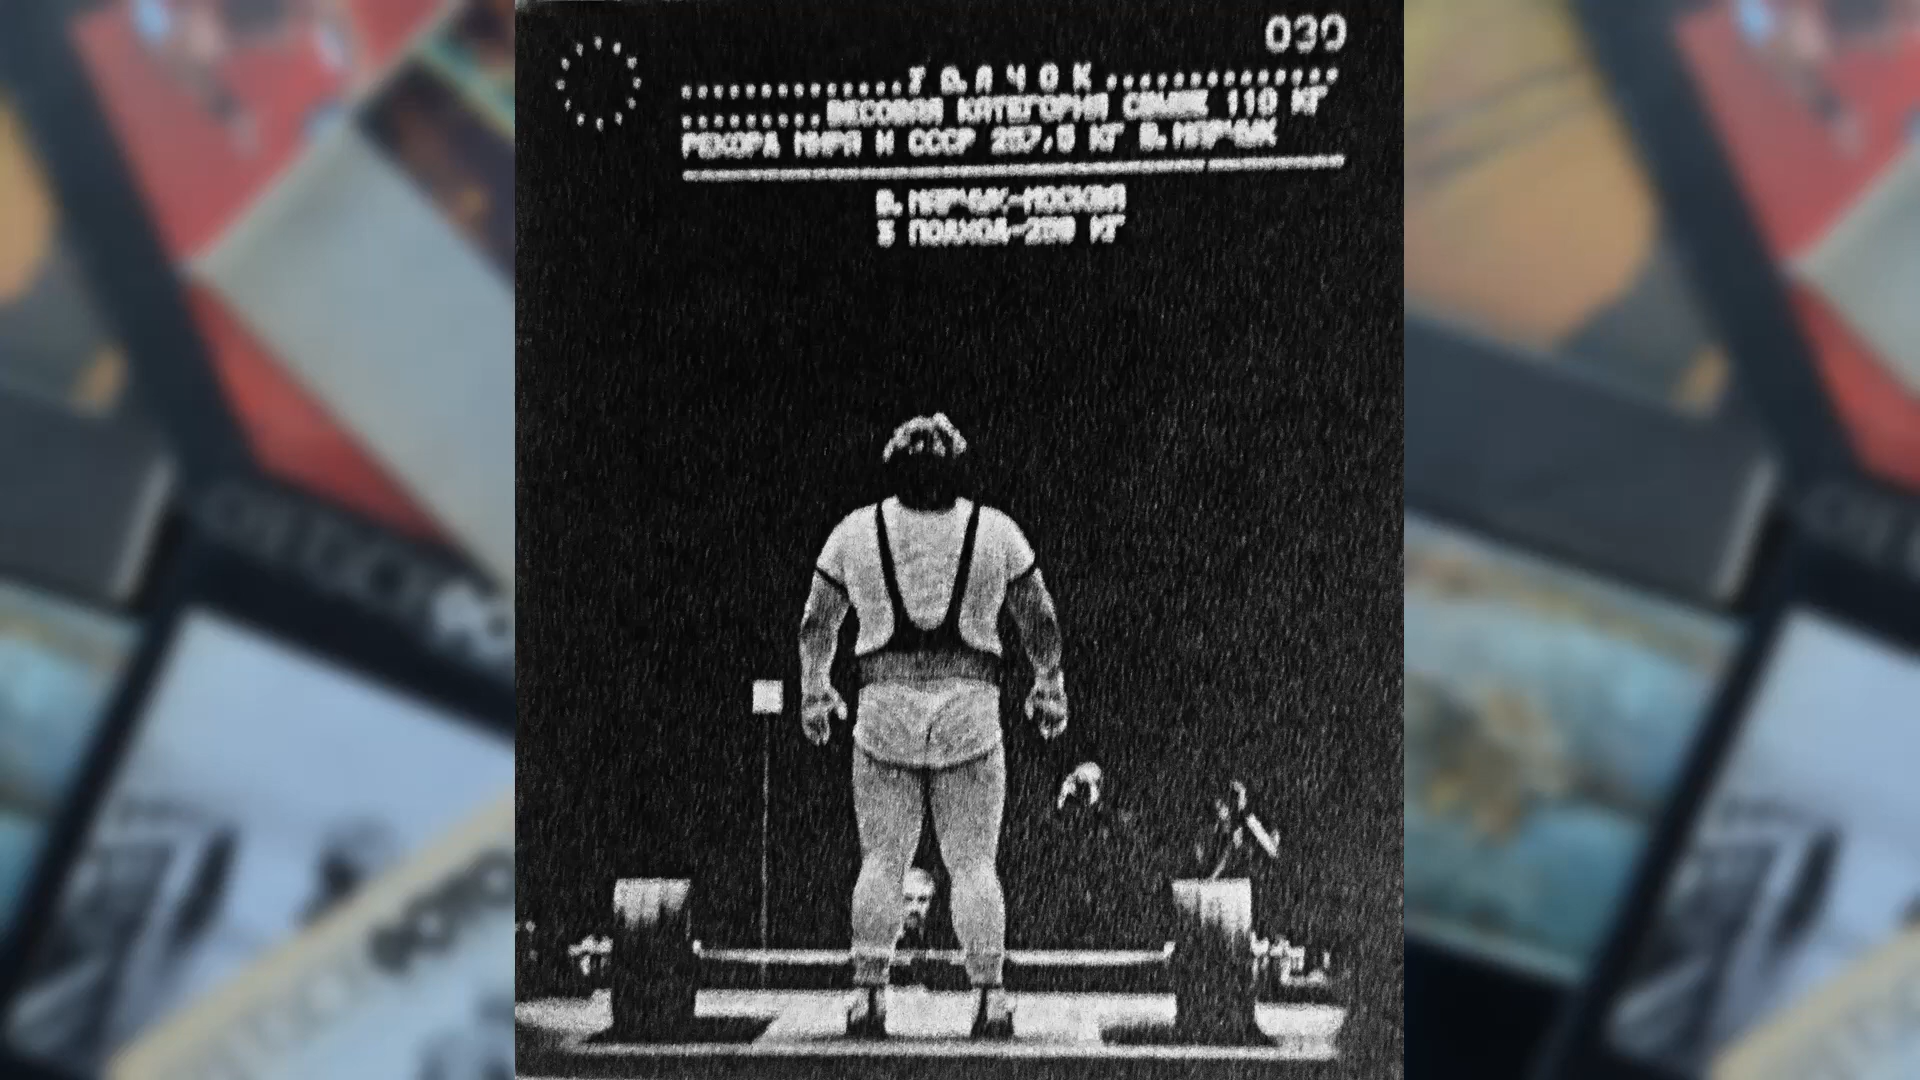 030
ТОЛЧОК
ВЕСОВАЯ КАТЕГОРИЯ СВЫШЕ 110 КГ
РЕКОРД МИРА И СССР 257,5 КГ В.МАРЧУК
В.МАРЧУК-МОСКВА
3 ПОДХОД-260 КГ